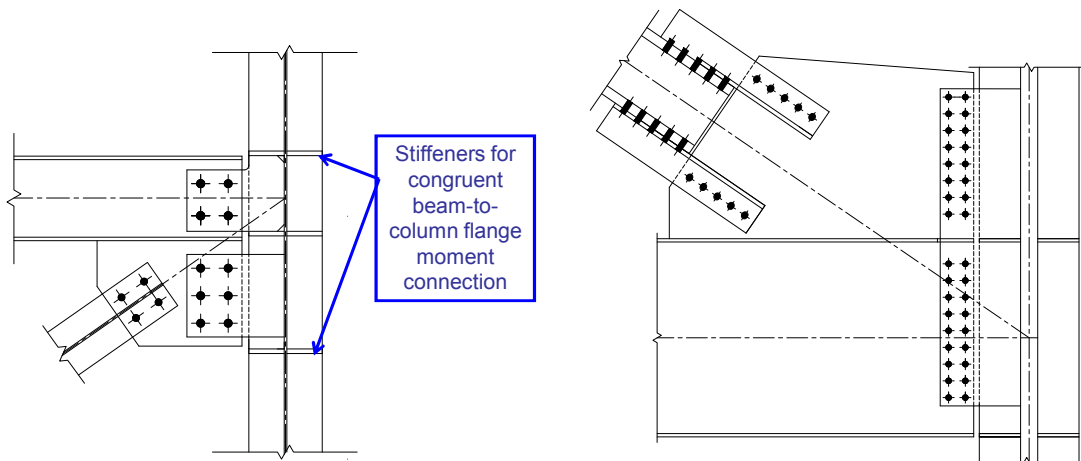 Stiffeners for
congruent
beam-to-
column flange
moment
connection